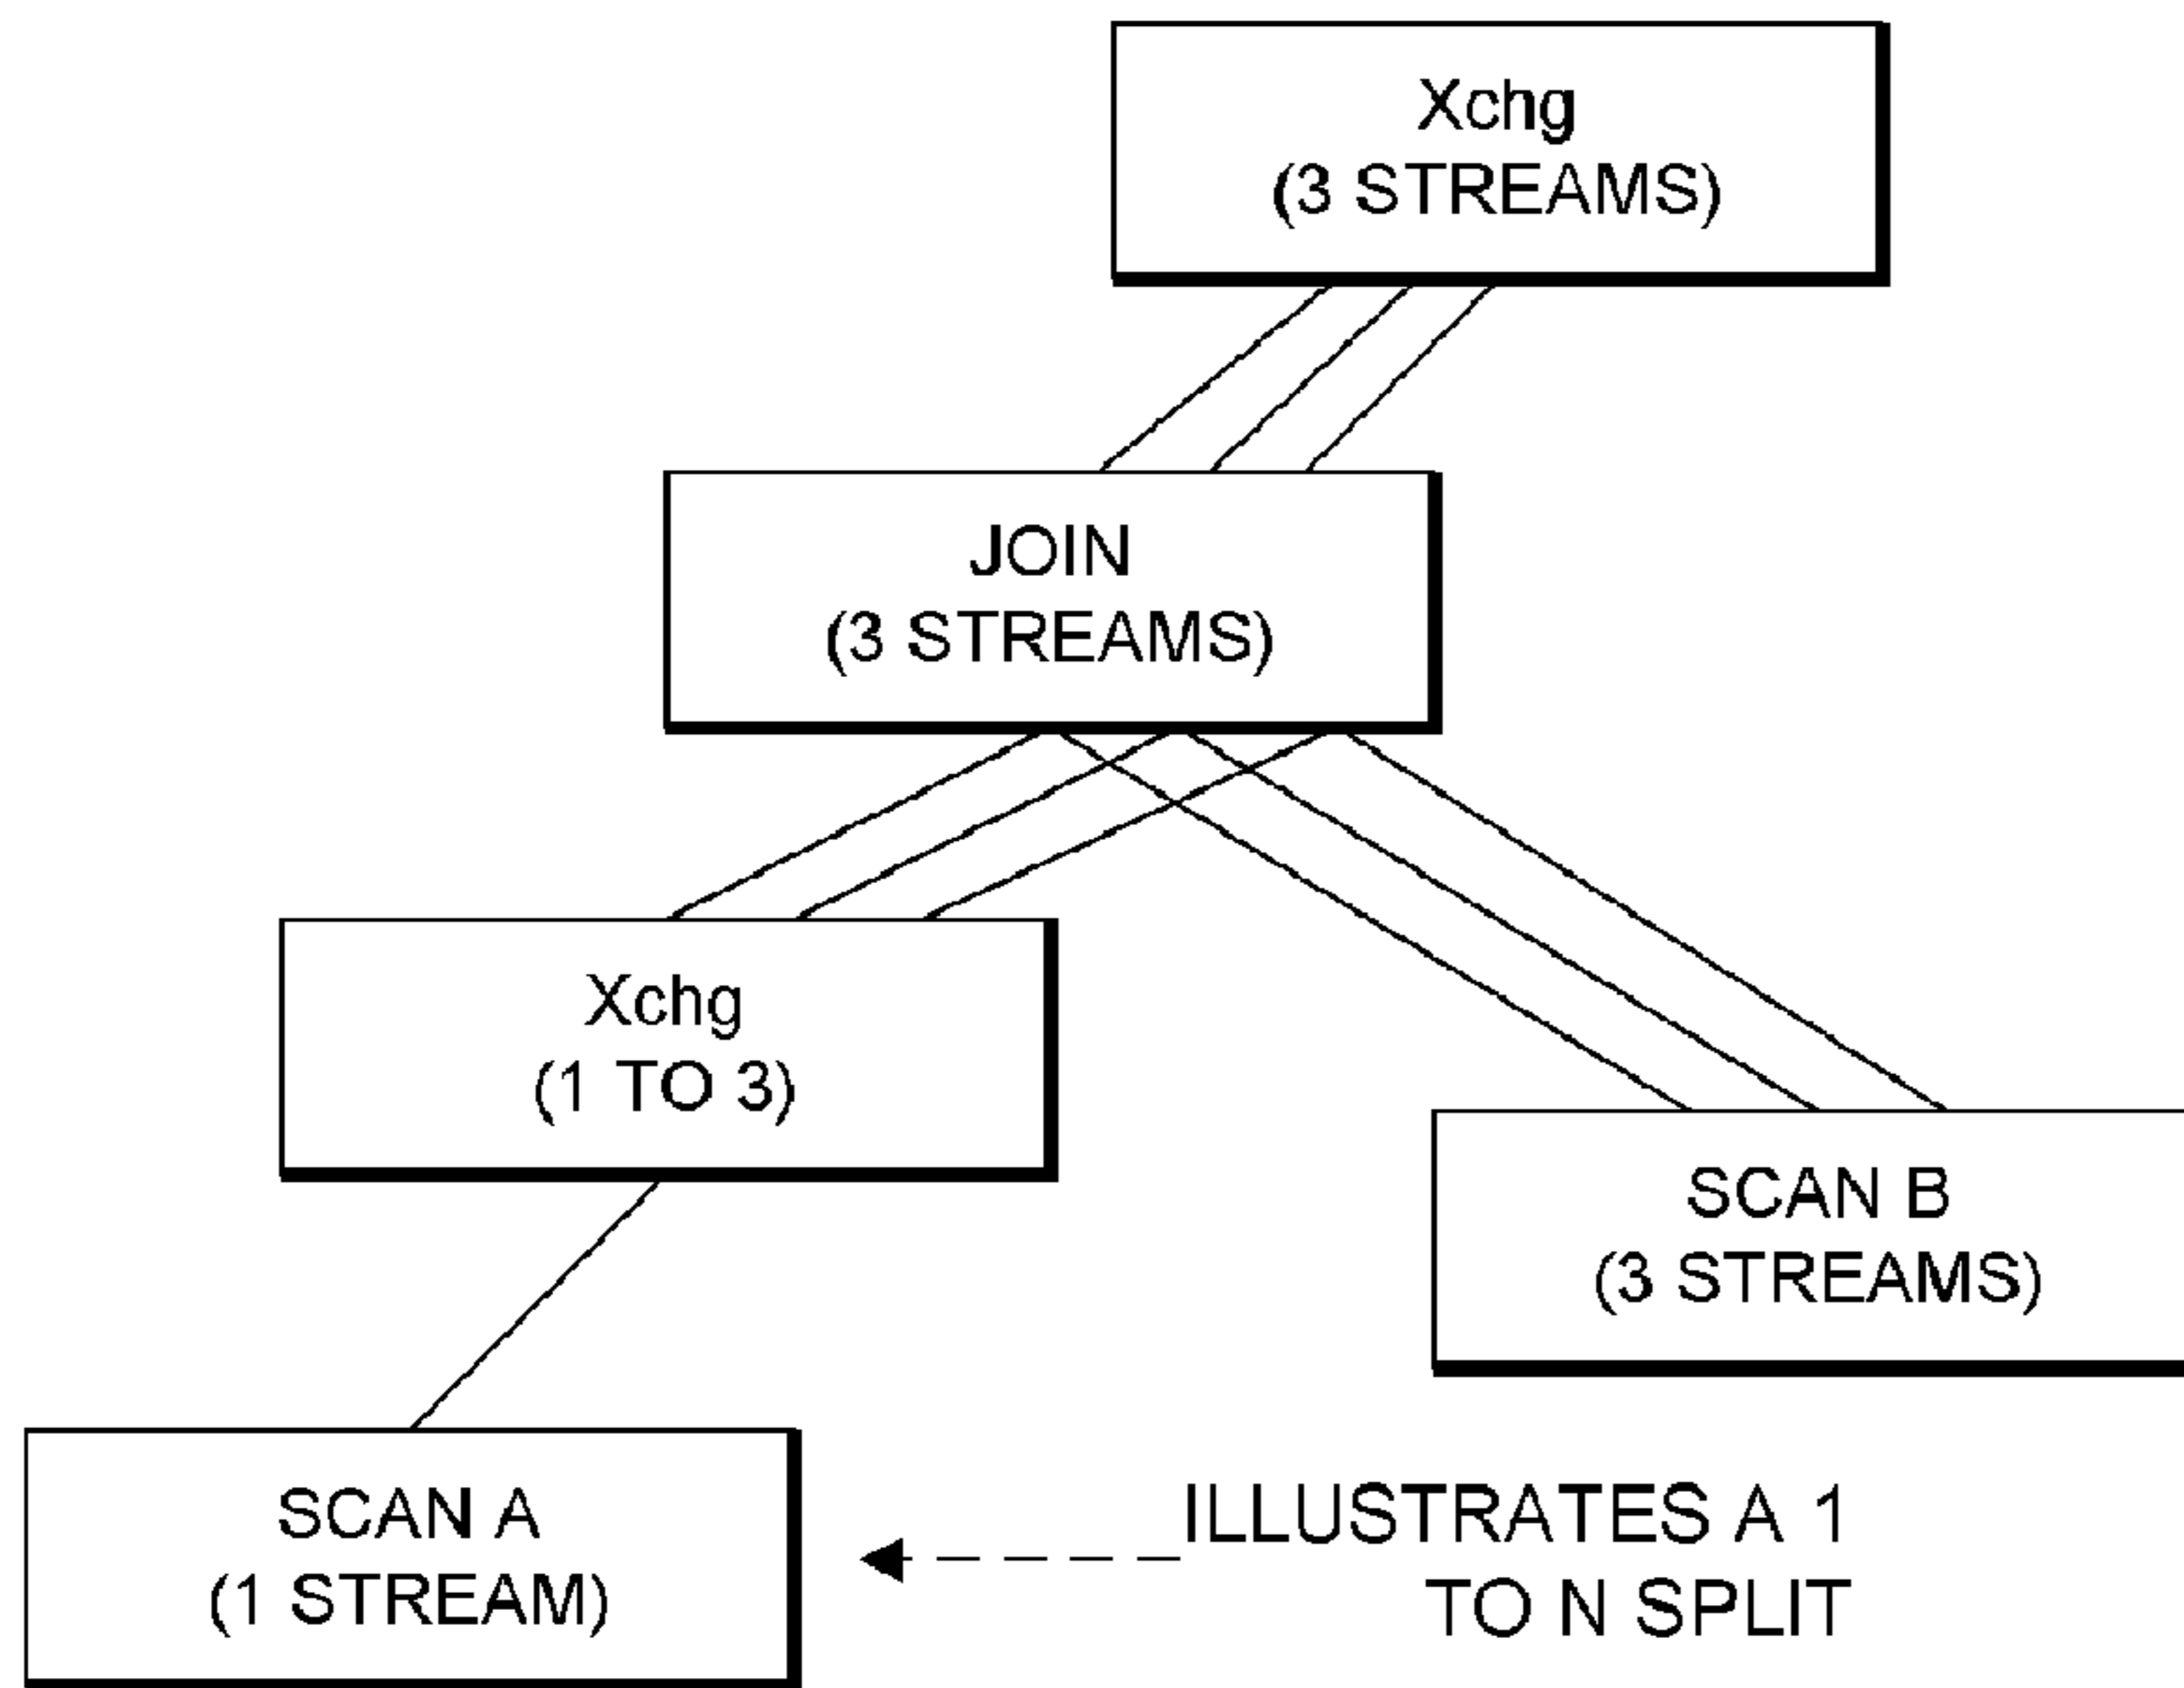 Xchg
(3 STREAMS)
JOIN
(3 STREAMS)
Xchg
(1 TO 3)
SCAN B
(3 STREAMS)
SCAN A
(1 STREAM)
ILLUSTRATES A 1
TO N SPLIT